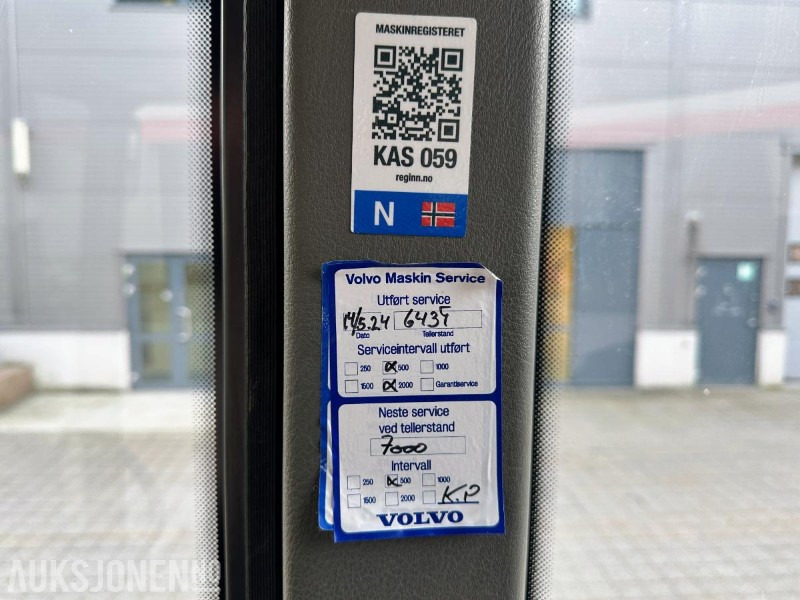 MASKINREGISTERET
KAS 059
reginn.no
N
Volvo Maskin Service
Utført service
14/5.24 6434
Dato Tellerstand
Serviceintervall utført
250 500 1000
1500 2000 Garantiservice
Neste service
ved tellerstand
7000
Intervall
250 500 1000
1500 2000 K.P
VOLVO
AUKSJONEN.NO